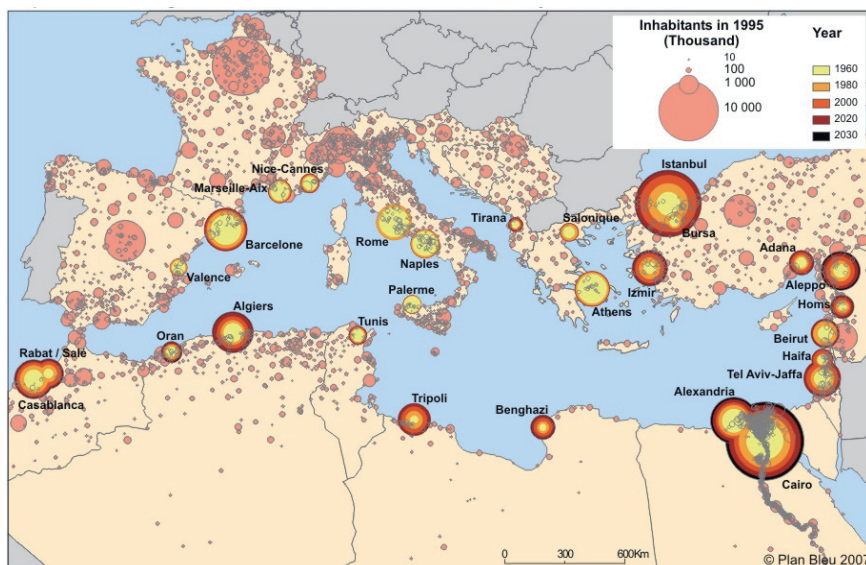 Inhabitants in 1995
(Thousand)
Year
10
100
1 000
10 000
1960
1980
2000
2020
2030
Nice-Cannes
Marseille-Aix
Istanbul
Tirana
Salonique
Bursa
Barcelone
Rome
Adana
Valence
Naples
Izmir
Aleppo
Palerme
Athens
Homs
Algiers
Oran
Tunis
Beirut
Rabat / Salé
Haifa
Tel Aviv-Jaffa
Casablanca
Tripoli
Benghazi
Alexandria
Cairo
0 300 600Km
© Plan Bleu 2007